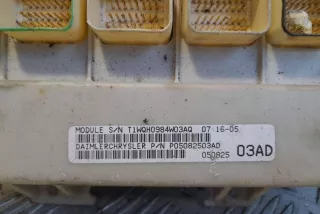 MODULE S/N T1WQH0984W03AQ 07 16-05
DAIMLERCHRYSLER P/N P05082503AD
050825 03AD